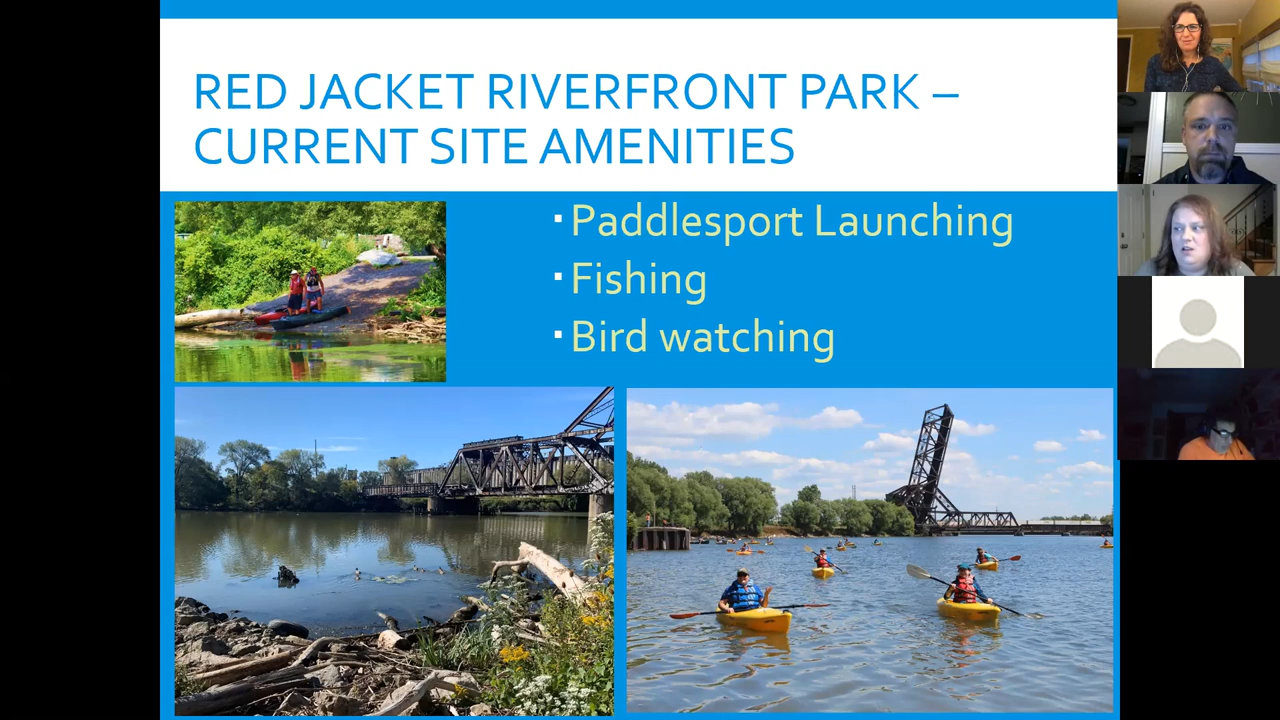 RED JACKET RIVERFRONT PARK –
CURRENT SITE AMENITIES
▪ Paddlesport Launching
▪ Fishing
▪ Bird watching